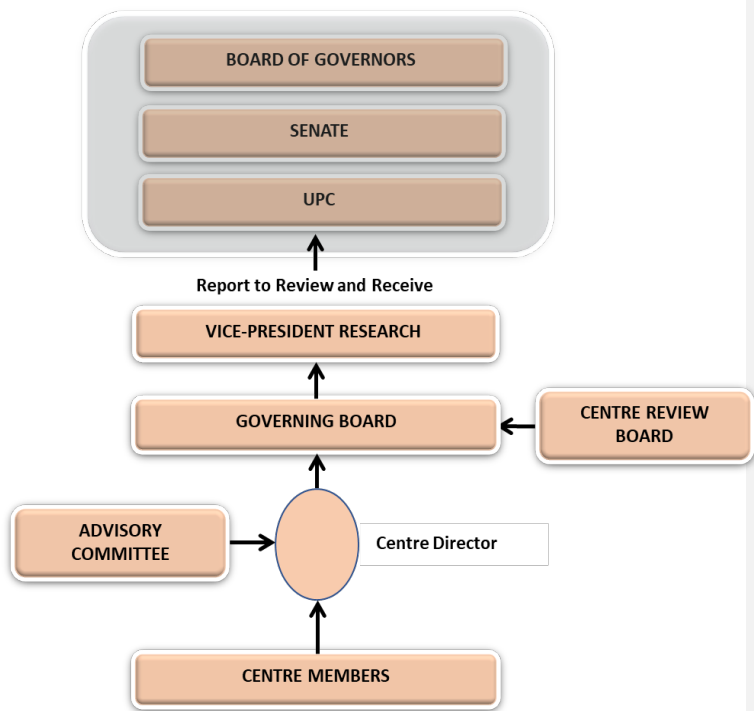 BOARD OF GOVERNORS
SENATE
UPC
Report to Review and Receive
VICE-PRESIDENT RESEARCH
GOVERNING BOARD
CENTRE REVIEW
BOARD
ADVISORY
COMMITTEE
Centre Director
CENTRE MEMBERS